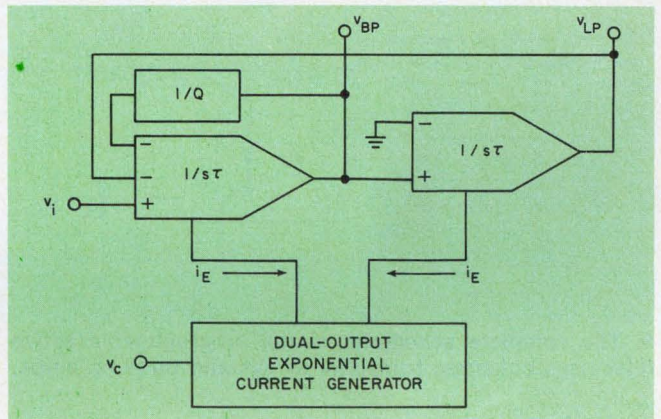 vBP
vLP
1/Q
−
−
+
1/sτ
−
+
1/sτ
vi
iE
iE
vc
DUAL-OUTPUT
EXPONENTIAL
CURRENT GENERATOR